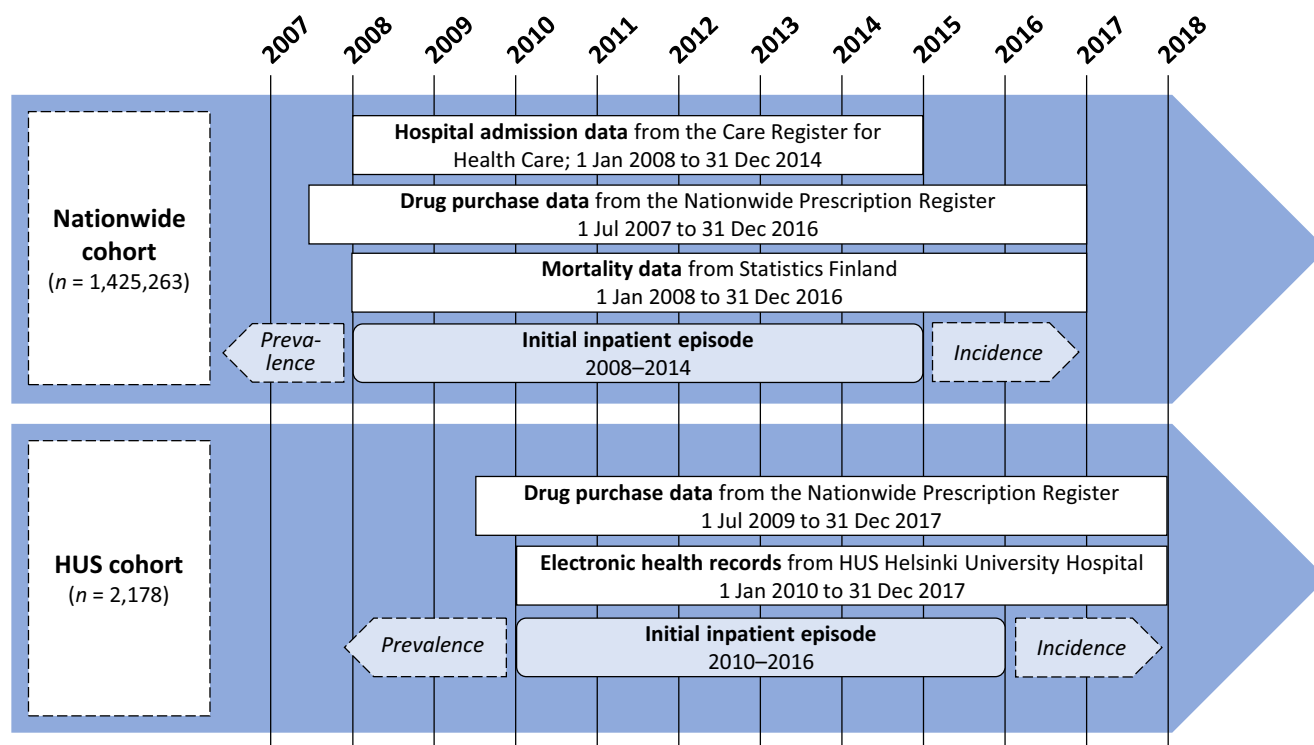 2007
2008
2009
2010
2011
2012
2013
2014
2015
2016
2017
2018
Nationwide
cohort
(n = 1,425,263)
Hospital admission data from the Care Register for
Health Care; 1 Jan 2008 to 31 Dec 2014
Drug purchase data from the Nationwide Prescription Register
1 Jul 2007 to 31 Dec 2016
Mortality data from Statistics Finland
1 Jan 2008 to 31 Dec 2016
Preva-
lence
Initial inpatient episode
2008–2014
Incidence
HUS cohort
(n = 2,178)
Drug purchase data from the Nationwide Prescription Register
1 Jul 2009 to 31 Dec 2017
Electronic health records from HUS Helsinki University Hospital
1 Jan 2010 to 31 Dec 2017
Prevalence
Initial inpatient episode
2010–2016
Incidence